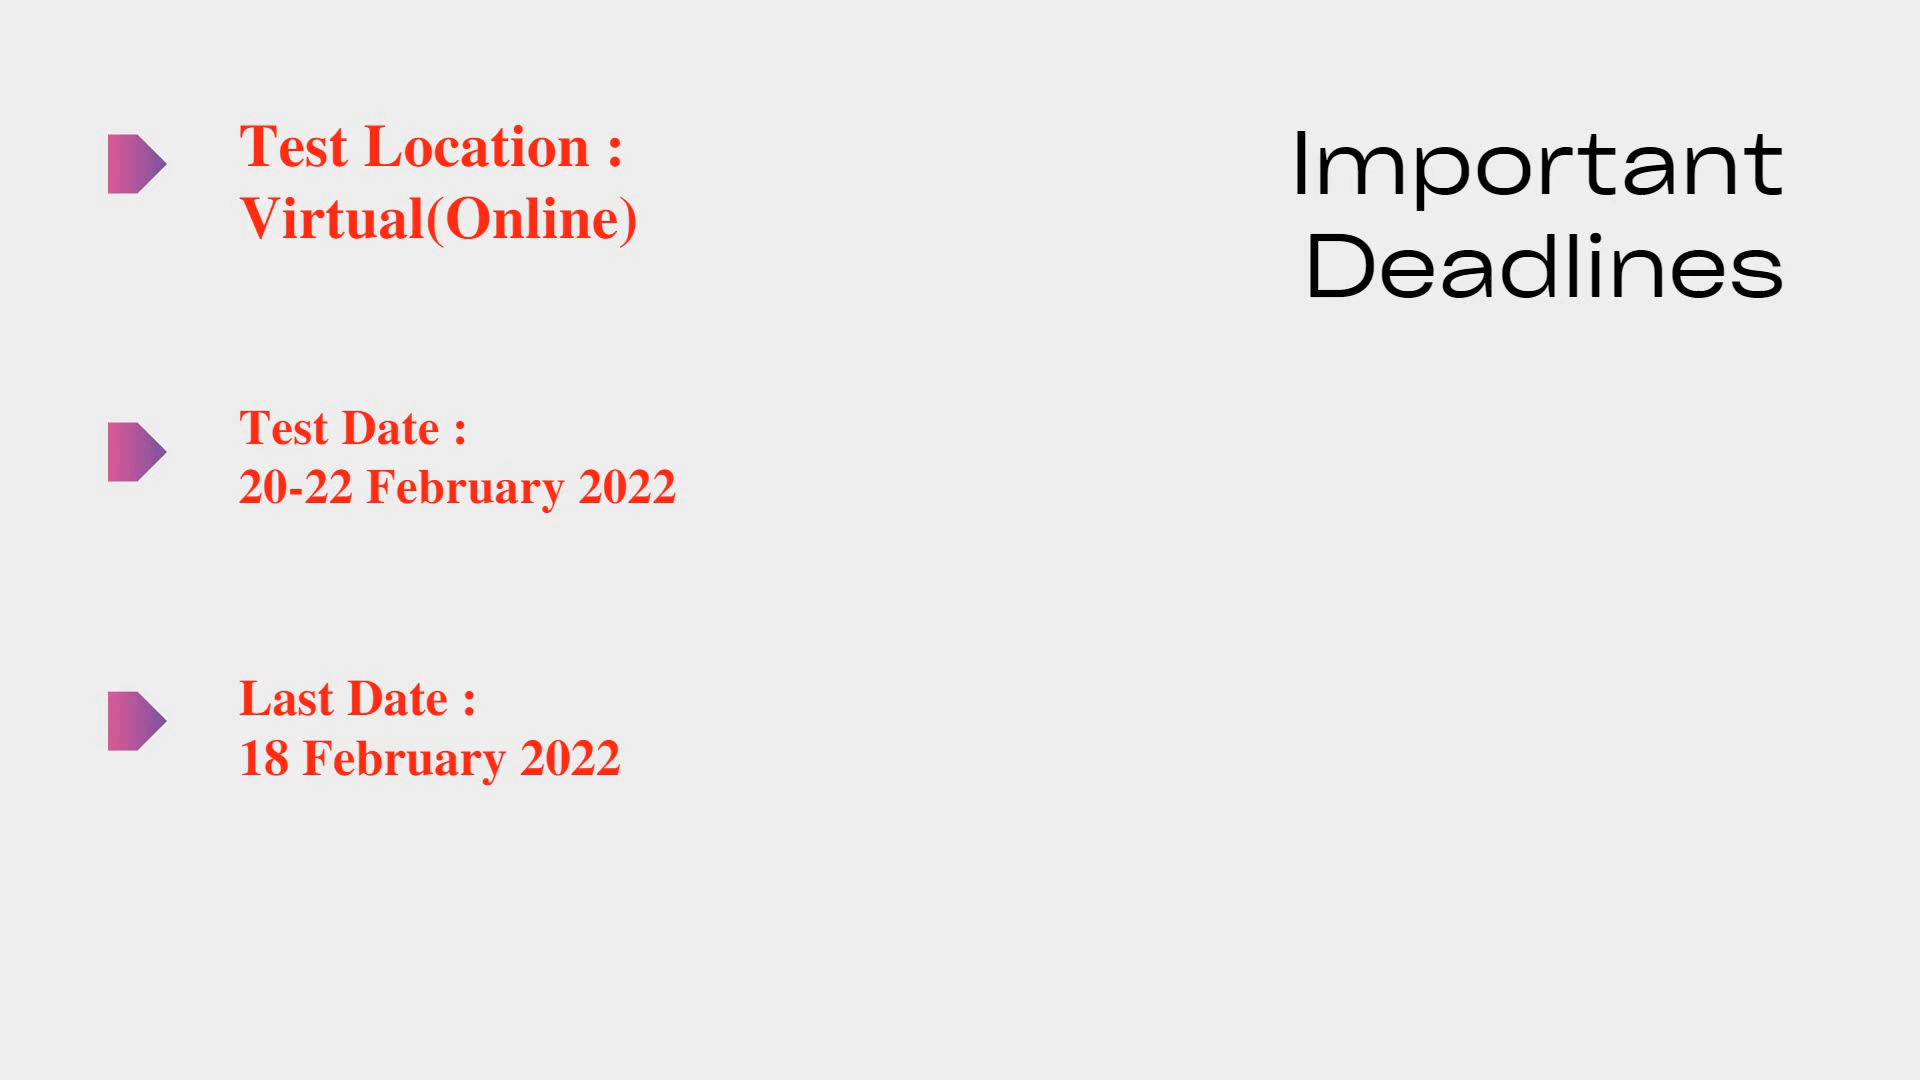 Important
Deadlines
Test Location :
Virtual(Online)
Test Date :
20-22 February 2022
Last Date :
18 February 2022